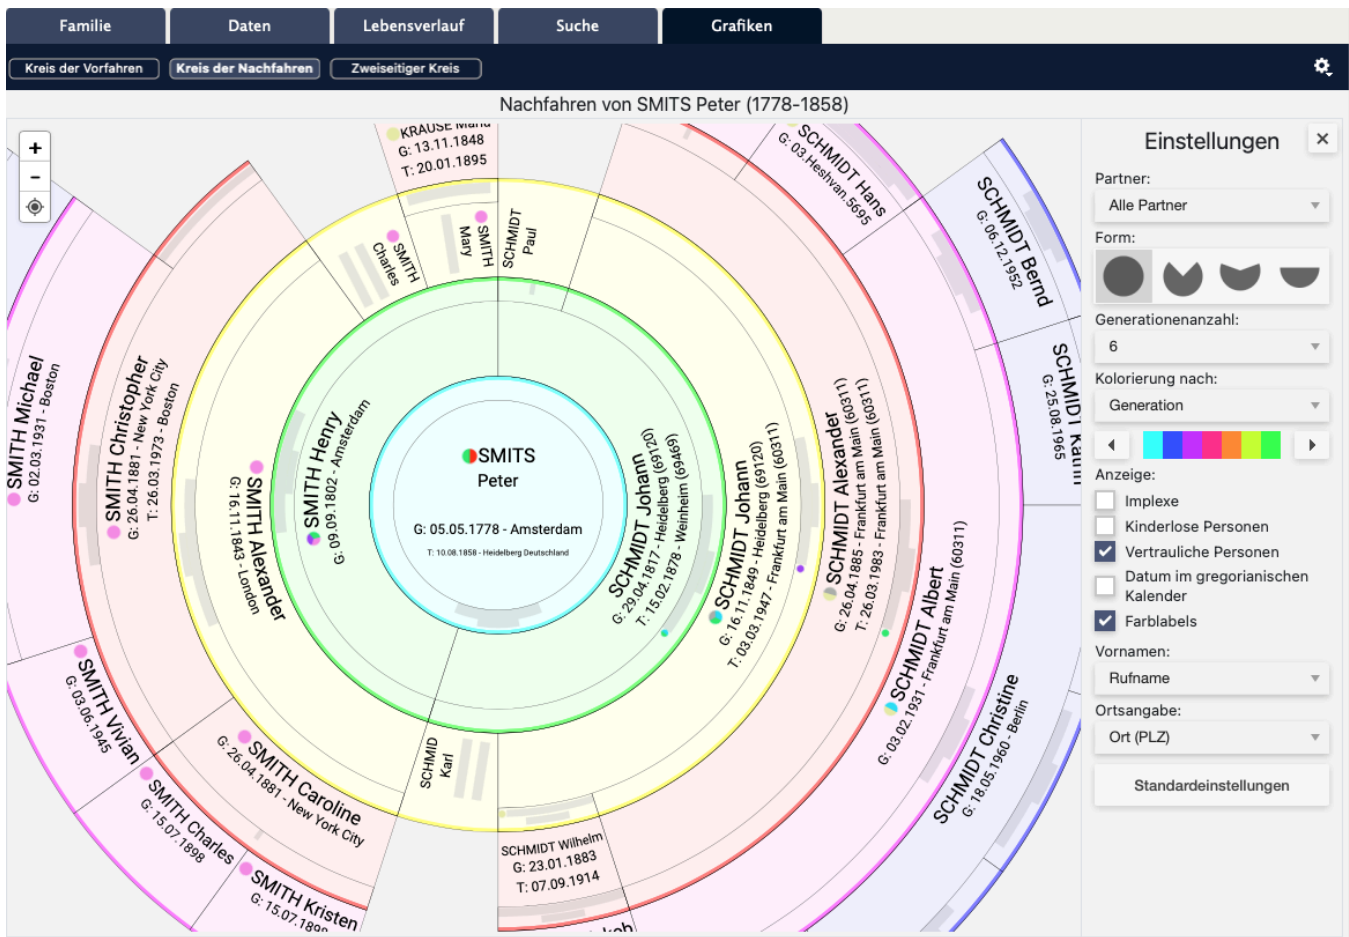 Familie
Daten
Lebensverlauf
Suche
Grafiken
Kreis der Vorfahren
Kreis der Nachfahren
Zweiseitiger Kreis
Nachfahren von SMITS Peter (1778-1858)
+
−
KRAUSE Maria
G: 13.11.1848
T: 20.01.1895
SMITH
Charles
SMITH
Mary
SCHMIDT
Paul
SCHMIDT Hans
G: 03.Heshvan.5695
SCHMIDT Bernd
G: 06.12.1952
SCHMIDT
G: 25.08.1965
SMITH Michael
G: 02.03.1931 - Boston
SMITH Christopher
G: 26.04.1881 - New York City
T: 26.03.1973 - Boston
SMITH Alexander
G: 16.11.1843 - London
SMITH Henry
G: 09.09.1802 - Amsterdam
SMITS
Peter
G: 05.05.1778 - Amsterdam
T: 10.08.1858 - Heidelberg Deutschland
SCHMIDT Johann
G: 29.04.1817 - Heidelberg (69120)
T: 15.02.1878 - Weinheim (69469)
SCHMIDT Johann
G: 16.11.1849 - Heidelberg (69120)
T: 03.03.1947 - Frankfurt am Main (60311)
SCHMIDT Alexander
G: 26.04.1885 - Frankfurt am Main (60311)
T: 26.03.1983 - Frankfurt am Main (60311)
SCHMIDT Albert
G: 03.02.1931 - Frankfurt am Main (60311)
SCHMIDT Christine
G: 18.05.1960 - Berlin
SMITH Vivian
G: 03.06.1945
SMITH Charles
G: 15.07.1898
SMITH Kristen
G: 15.07.1898
SMITH Caroline
G: 26.04.1881 - New York City
SCHMID
Karl
SCHMIDT Wilhelm
G: 23.01.1883
T: 07.09.1914
Einstellungen
Partner:
Alle Partner
Form:
Generationenanzahl:
6
Kolorierung nach:
Generation
Anzeige:
Implexe
Kinderlose Personen
Vertrauliche Personen
Datum im gregorianischen
Kalender
Farblabels
Vornamen:
Rufname
Ortsangabe:
Ort (PLZ)
Standardeinstellungen